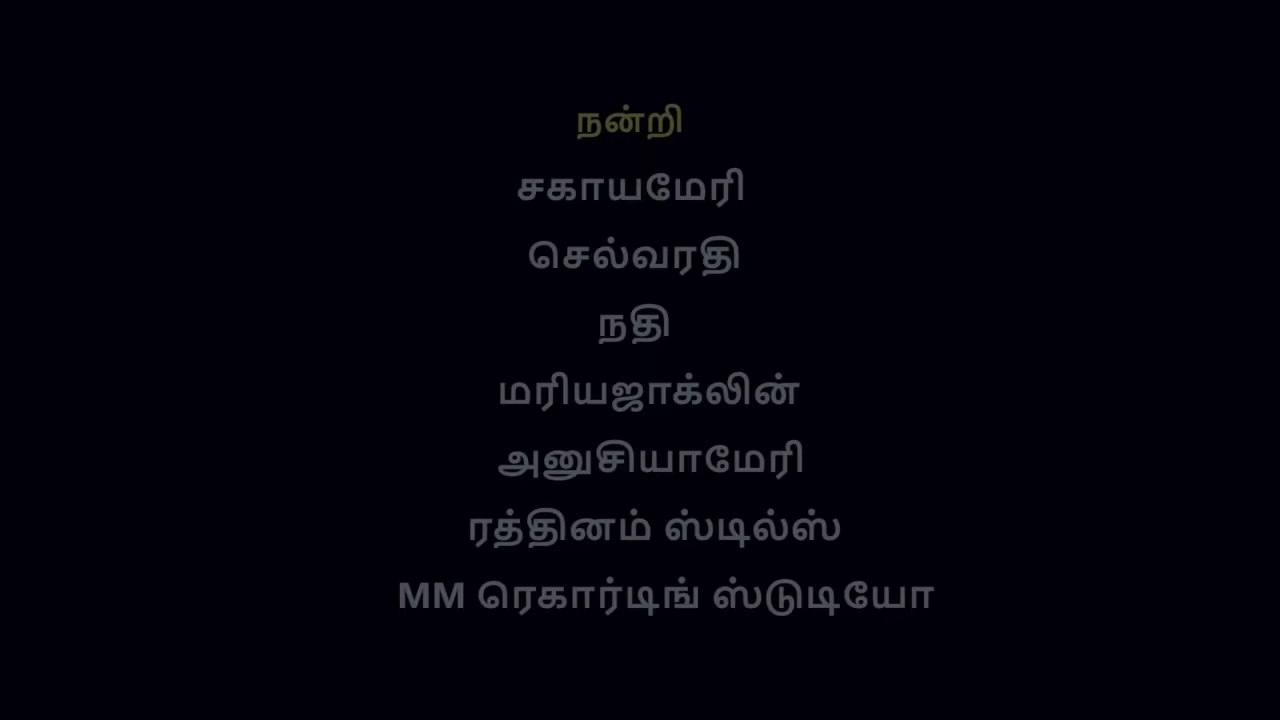 நன்றி
சகாயமேரி
செல்வரதி
நதி
மரியஜாக்லின்
அனுசியாமேரி
ரத்தினம் ஸ்டில்ஸ்
MM ரெகார்டிங் ஸ்டுடியோ